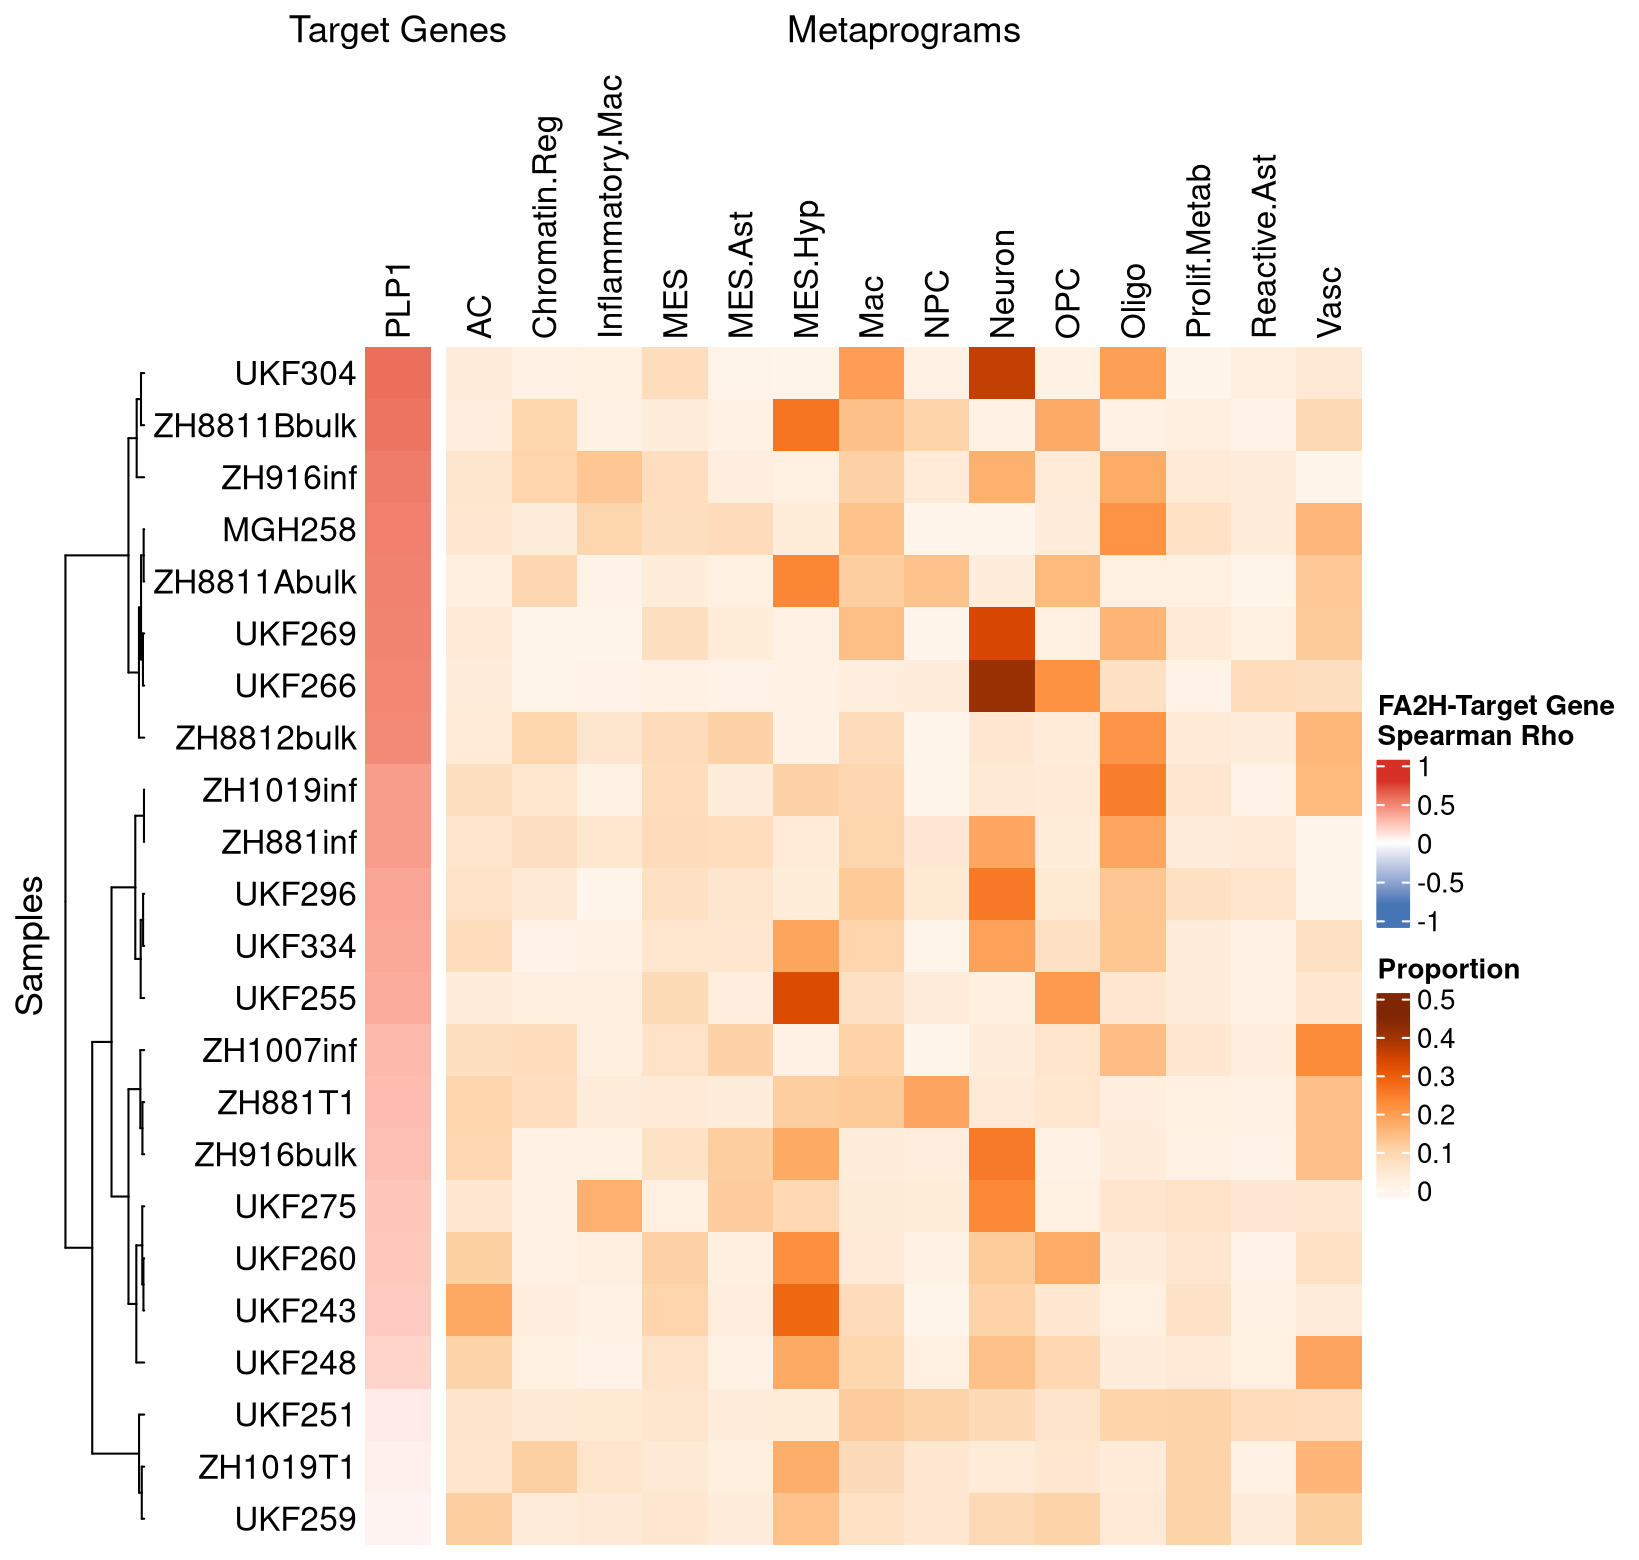 Target Genes
Metaprograms
PLP1
AC
Chromatin.Reg
Inflammatory.Mac
MES
MES.Ast
MES.Hyp
Mac
NPC
Neuron
OPC
Oligo
Prolif.Metab
Reactive.Ast
Vasc
Samples
UKF304
ZH8811Bbulk
ZH916inf
MGH258
ZH8811Abulk
UKF269
UKF266
ZH8812bulk
ZH1019inf
ZH881inf
UKF296
UKF334
UKF255
ZH1007inf
ZH881T1
ZH916bulk
UKF275
UKF260
UKF243
UKF248
UKF251
ZH1019T1
UKF259
FA2H-Target Gene
Spearman Rho
1
0.5
0
-0.5
-1
Proportion
0.5
0.4
0.3
0.2
0.1
0